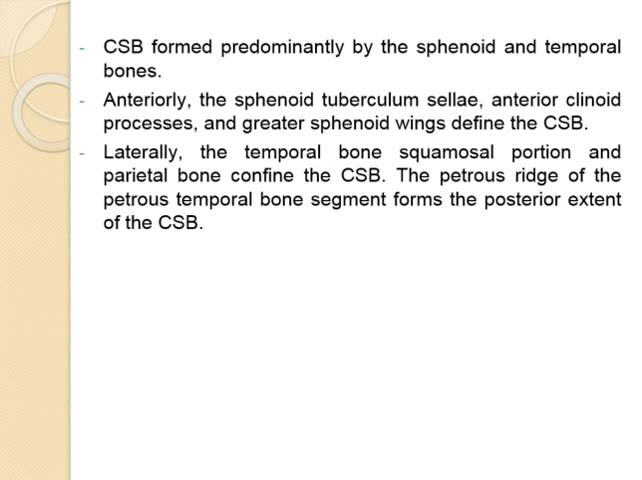 - CSB formed predominantly by the sphenoid and temporal
bones.
- Anteriorly, the sphenoid tuberculum sellae, anterior clinoid
processes, and greater sphenoid wings define the CSB.
- Laterally, the temporal bone squamosal portion and
parietal bone confine the CSB. The petrous ridge of the
petrous temporal bone segment forms the posterior extent
of the CSB.